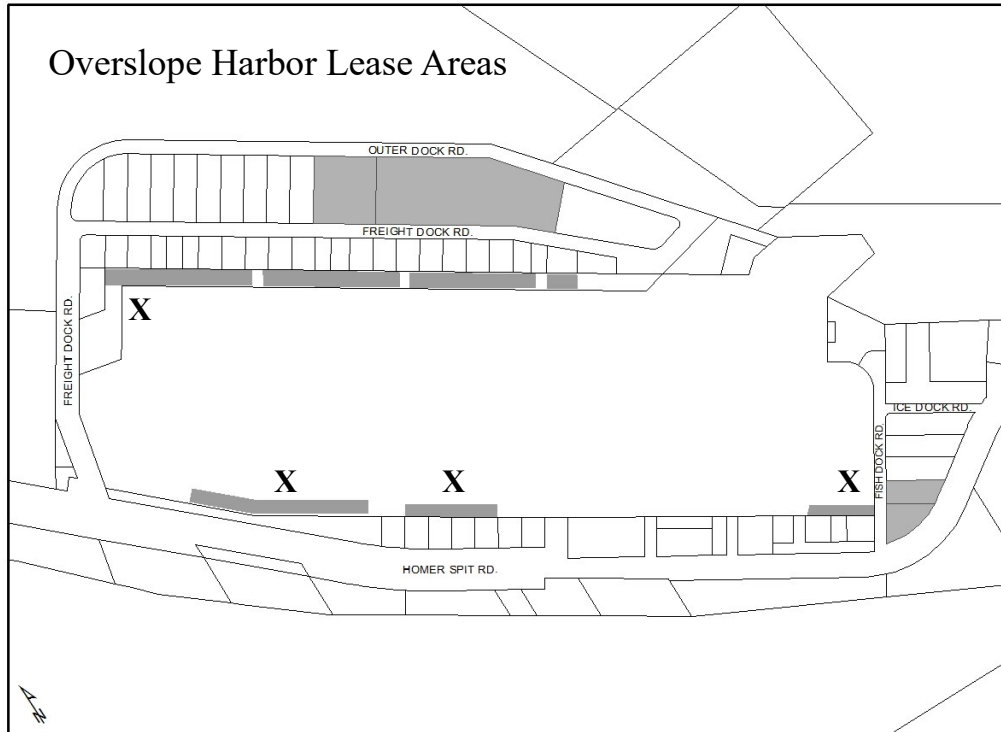 Overslope Harbor Lease Areas
OUTER DOCK RD.
FREIGHT DOCK RD.
X
FREIGHT DOCK RD.
X
X
X
ICE DOCK RD.
FISH DOCK RD.
HOMER SPIT RD.
N